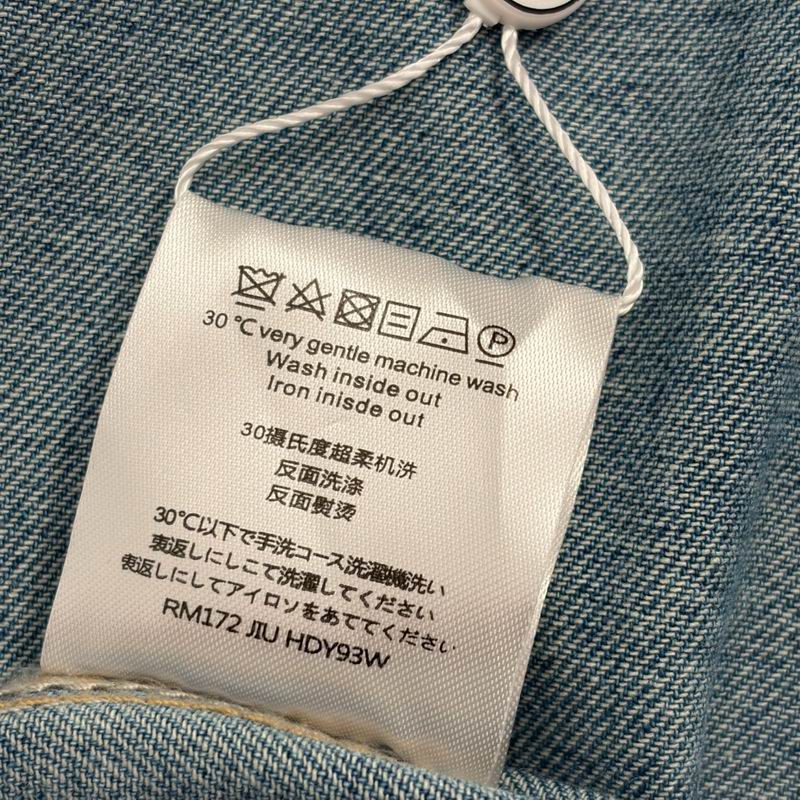 P
30 ℃ very gentle machine wash
Wash inside out
Iron inisde out
30摄氏度超柔机洗
反面洗涤
反面熨烫
30℃以下で手洗コース洗濯機洗い
衷返しにしこて洗濯してください
衷返しにしてアイロソをあててください
RM172 JIU HDY93W